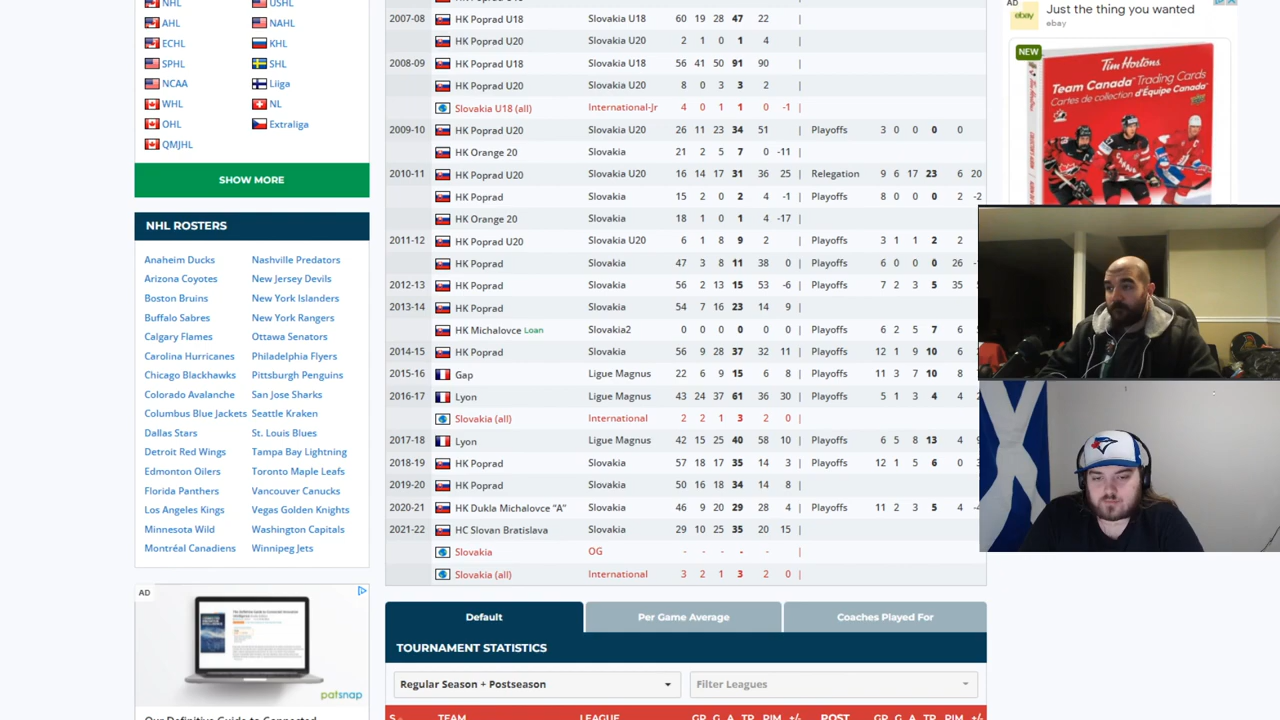 NHL USHL
AHL NAHL
ECHL KHL
SPHL SHL
NCAA Liiga
WHL NL
OHL Extraliga
QMJHL
SHOW MORE
NHL ROSTERS
Anaheim Ducks Nashville Predators
Arizona Coyotes New Jersey Devils
Boston Bruins New York Islanders
Buffalo Sabres New York Rangers
Calgary Flames Ottawa Senators
Carolina Hurricanes Philadelphia Flyers
Chicago Blackhawks Pittsburgh Penguins
Colorado Avalanche San Jose Sharks
Columbus Blue Jackets Seattle Kraken
Dallas Stars St. Louis Blues
Detroit Red Wings Tampa Bay Lightning
Edmonton Oilers Toronto Maple Leafs
Florida Panthers Vancouver Canucks
Los Angeles Kings Vegas Golden Knights
Minnesota Wild Washington Capitals
Montréal Canadiens Winnipeg Jets
AD
patsnap
Our Definitive Guide to Connected
2007-08 HK Poprad U18 Slovakia U18 60 19 28 47 22 |
HK Poprad U20 Slovakia U20 2 1 0 1 4 |
2008-09 HK Poprad U18 Slovakia U18 56 41 50 91 90 |
HK Poprad U20 Slovakia U20 8 0 3 3 2 |
Slovakia U18 (all) International-Jr 4 0 1 1 0 -1 |
2009-10 HK Poprad U20 Slovakia U20 26 11 23 34 51 | Playoffs 3 0 0 0 0
HK Orange 20 Slovakia 21 2 5 7 0 -11 |
2010-11 HK Poprad U20 Slovakia U20 16 14 17 31 36 25 | Relegation 9 6 17 23 6 20
HK Poprad Slovakia 15 2 0 2 4 -1 | Playoffs 8 0 0 0 2 -2
HK Orange 20 Slovakia 18 1 0 1 4 -17 |
2011-12 HK Poprad U20 Slovakia U20 6 1 8 9 2 | Playoffs 3 1 1 2 2
HK Poprad Slovakia 47 3 8 11 38 0 | Playoffs 6 0 0 0 26
2012-13 HK Poprad Slovakia 56 2 13 15 53 -6 | Playoffs 7 2 3 5 35
2013-14 HK Poprad Slovakia 54 7 16 23 14 9 |
HK Michalovce Loan Slovakia2 0 0 0 0 0 0 | Playoffs 6 2 5 7 6
2014-15 HK Poprad Slovakia 56 9 28 37 32 11 | Playoffs 12 1 9 10 6
2015-16 Gap Ligue Magnus 22 6 9 15 6 8 | Playoffs 11 3 7 10 8
2016-17 Lyon Ligue Magnus 43 24 37 61 36 30 | Playoffs 5 1 3 4 4
Slovakia (all) International 2 2 1 3 2 0 |
2017-18 Lyon Ligue Magnus 42 15 25 40 58 10 | Playoffs 6 5 8 13 4
2018-19 HK Poprad Slovakia 57 18 17 35 14 3 | Playoffs 12 1 5 6 0
2019-20 HK Poprad Slovakia 50 16 18 34 14 8 |
2020-21 HK Dukla Michalovce "A" Slovakia 46 9 20 29 28 4 | Playoffs 11 2 3 5 4
2021-22 HC Slovan Bratislava Slovakia 29 10 25 35 20 15 |
Slovakia OG - - - - - |
Slovakia (all) International 3 2 1 3 2 0 |
Default Per Game Average Coaches Played For
TOURNAMENT STATISTICS
Regular Season + Postseason Filter Leagues
TEAM LEAGUE GP G A TP PIM +/- POST GP G A TP PIM +/-
AD
Just the thing you wanted
ebay
ebay
NEW
Tim Hortons
Team Canada Trading Cards
Cartes de collection d'Équipe Canada